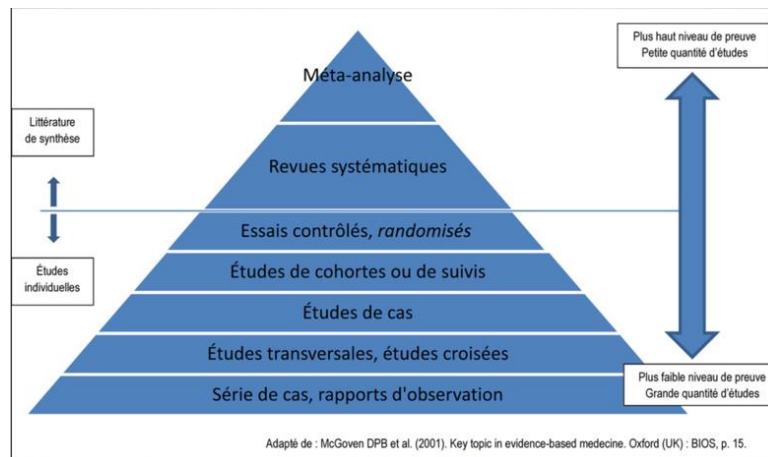 Méta-analyse
Revues systématiques
Essais contrôlés, randomisés
Études de cohortes ou de suivis
Études de cas
Études transversales, études croisées
Série de cas, rapports d'observation
Littérature
de synthèse
Études
individuelles
Plus haut niveau de preuve
Petite quantité d'études
Plus faible niveau de preuve
Grande quantité d'études
Adapté de : McGoven DPB et al. (2001). Key topic in evidence-based medecine. Oxford (UK) : BIOS, p. 15.